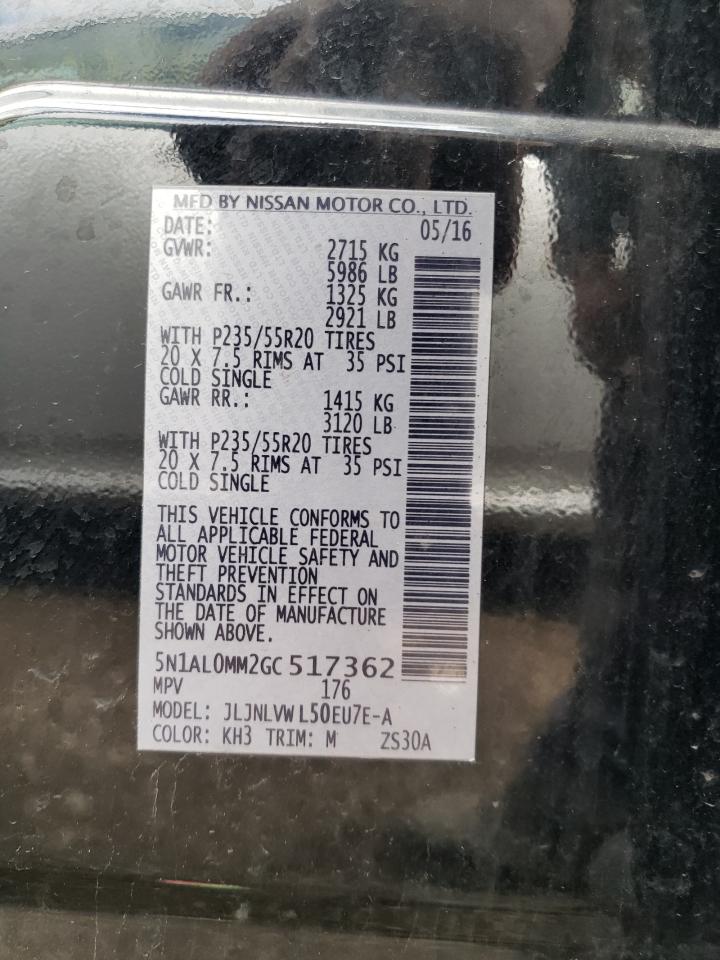 MFD BY NISSAN MOTOR CO., LTD.
DATE: 05/16
GVWR: 2715 KG
5986 LB
GAWR FR.: 1325 KG
2921 LB
WITH P235/55R20 TIRES
20 X 7.5 RIMS AT 35 PSI
COLD SINGLE
GAWR RR.: 1415 KG
3120 LB
WITH P235/55R20 TIRES
20 X 7.5 RIMS AT 35 PSI
COLD SINGLE
THIS VEHICLE CONFORMS TO
ALL APPLICABLE FEDERAL
MOTOR VEHICLE SAFETY AND
THEFT PREVENTION
STANDARDS IN EFFECT ON
THE DATE OF MANUFACTURE
SHOWN ABOVE.
5N1AL0MM2GC 517362
MPV 176
MODEL: JLJNLVW L50EU7E-A
COLOR: KH3 TRIM: M ZS30A